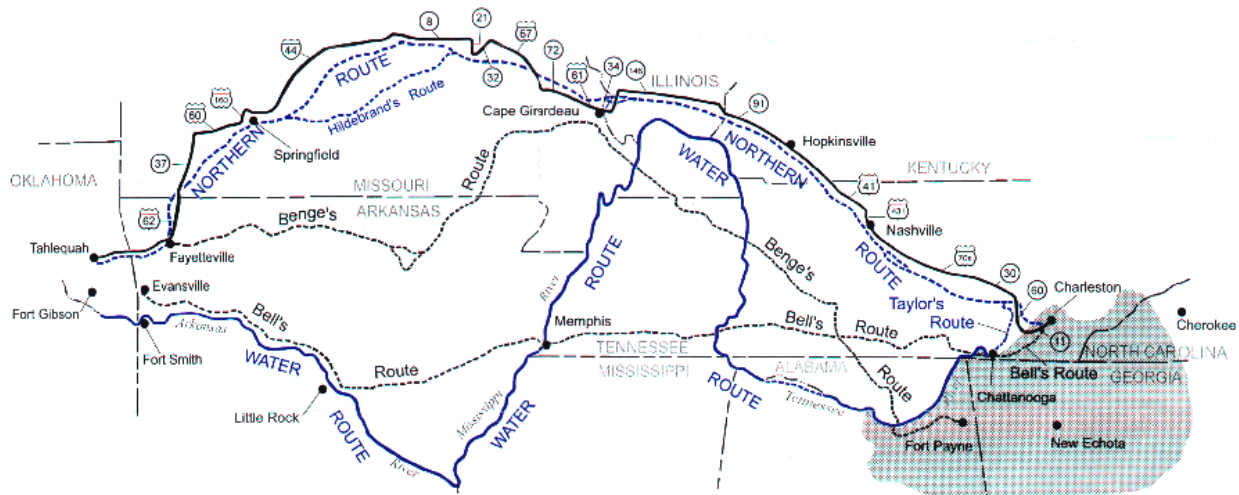 8
21
67
44
ROUTE
32
72
61
34
146
ILLINOIS
160
60
Hildebrand's Route
Cape Girardeau
91
NORTHERN
Springfield
Hopkinsville
37
NORTHERN
WATER
OKLAHOMA
MISSOURI
KENTUCKY
ARKANSAS
Route
41
431
62
Benge's
Nashville
Tahlequah
Fayetteville
ROUTE
Benge's
ROUTE
70s
30
60
Charleston
Evansville
River
Taylor's
Fort Gibson
Arkansas
Bell's
Memphis
Bell's
Route
Route
11
Cherokee
Fort Smith
WATER
TENNESSEE
NORTH CAROLINA
MISSISSIPPI
ALABAMA
Bell's Route
GEORGIA
Route
ROUTE
Route
Chattanooga
Little Rock
Mississippi
WATER
Tennessee
ROUTE
Fort Payne
New Echota
River